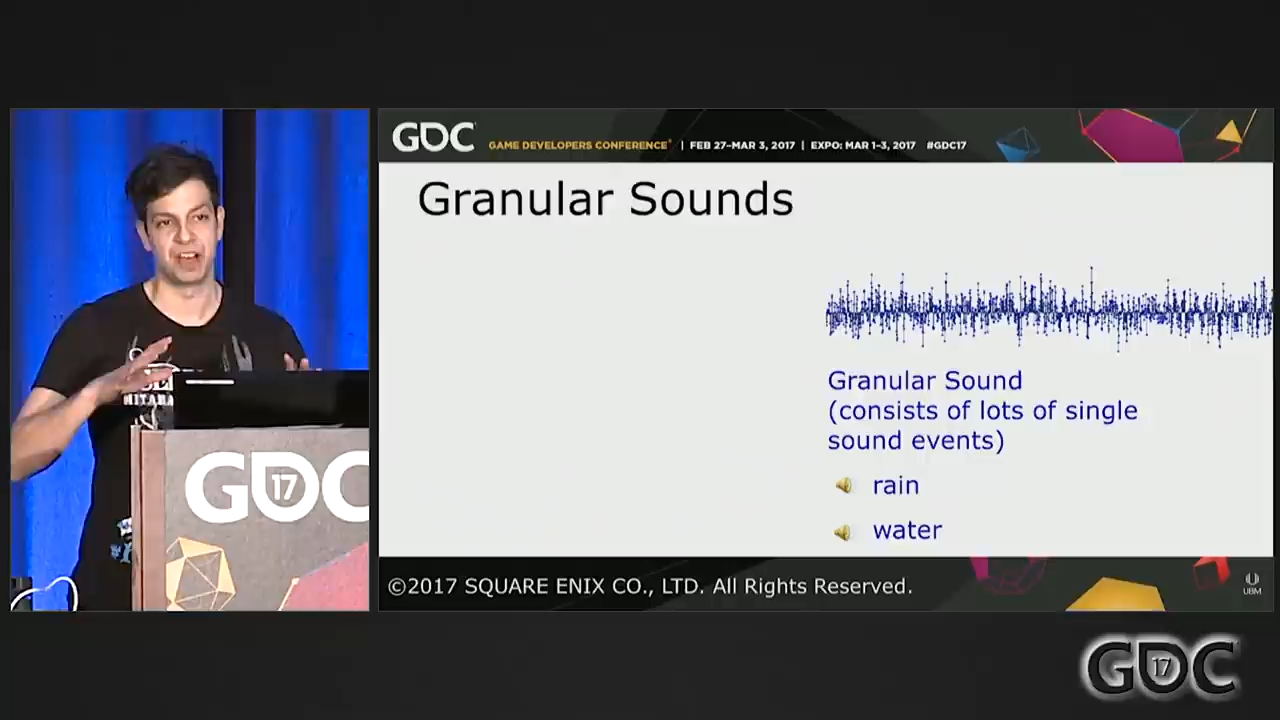 GDC
GAME DEVELOPERS CONFERENCE® | FEB 27–MAR 3, 2017 | EXPO: MAR 1–3, 2017 #GDC17
Granular Sounds
Granular Sound
(consists of lots of single
sound events)
rain
water
©2017 SQUARE ENIX CO., LTD. All Rights Reserved.
UBM
GDC
17
GDC
17